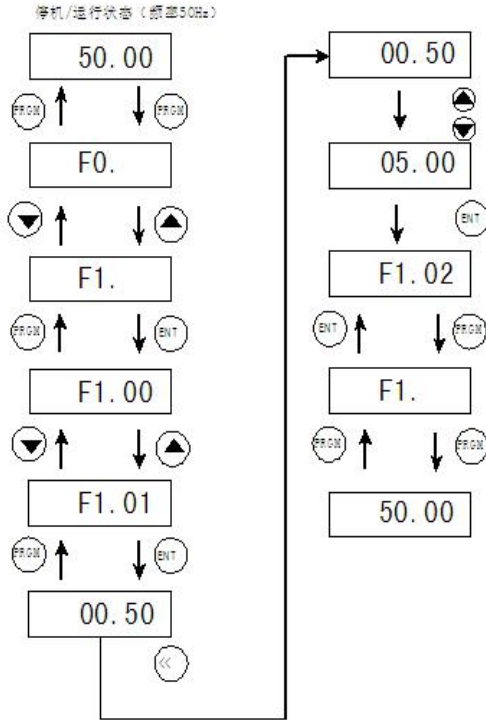 停机/运行状态（频率50Hz）
50.00
PRGM
PRGM
F0.
F1.
PRGM
ENT
F1.00
F1.01
PRGM
ENT
00.50
<<
00.50
05.00
ENT
F1.02
ENT
PRGM
F1.
PRGM
PRGM
50.00